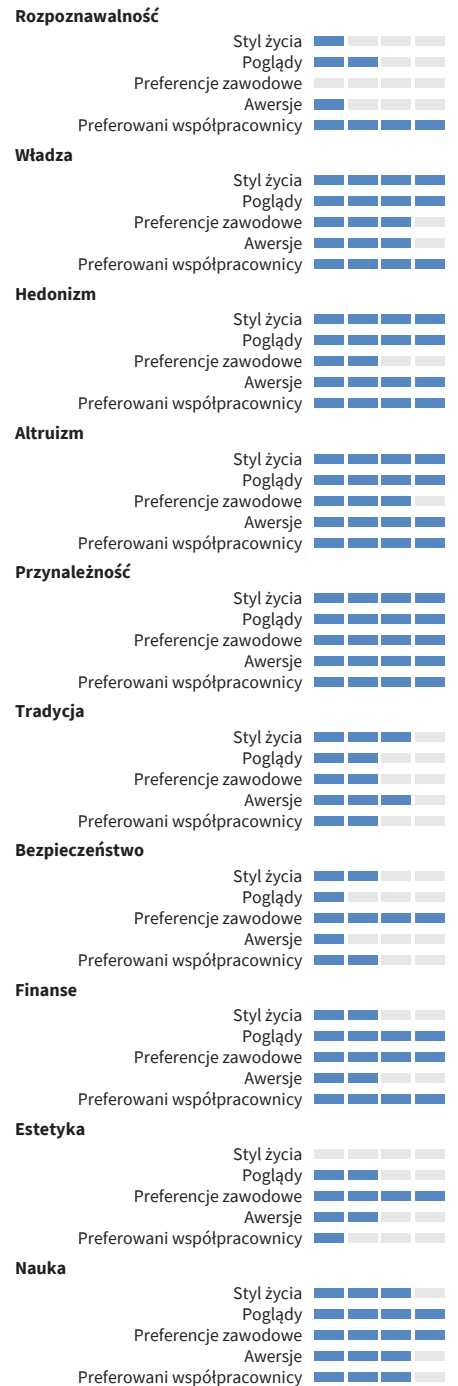 Rozpoznawalność
Styl życia
Poglądy
Preferencje zawodowe
Awersje
Preferowani współpracownicy
Władza
Styl życia
Poglądy
Preferencje zawodowe
Awersje
Preferowani współpracownicy
Hedonizm
Styl życia
Poglądy
Preferencje zawodowe
Awersje
Preferowani współpracownicy
Altruizm
Styl życia
Poglądy
Preferencje zawodowe
Awersje
Preferowani współpracownicy
Przynależność
Styl życia
Poglądy
Preferencje zawodowe
Awersje
Preferowani współpracownicy
Tradycja
Styl życia
Poglądy
Preferencje zawodowe
Awersje
Preferowani współpracownicy
Bezpieczeństwo
Styl życia
Poglądy
Preferencje zawodowe
Awersje
Preferowani współpracownicy
Finanse
Styl życia
Poglądy
Preferencje zawodowe
Awersje
Preferowani współpracownicy
Estetyka
Styl życia
Poglądy
Preferencje zawodowe
Awersje
Preferowani współpracownicy
Nauka
Styl życia
Poglądy
Preferencje zawodowe
Awersje
Preferowani współpracownicy